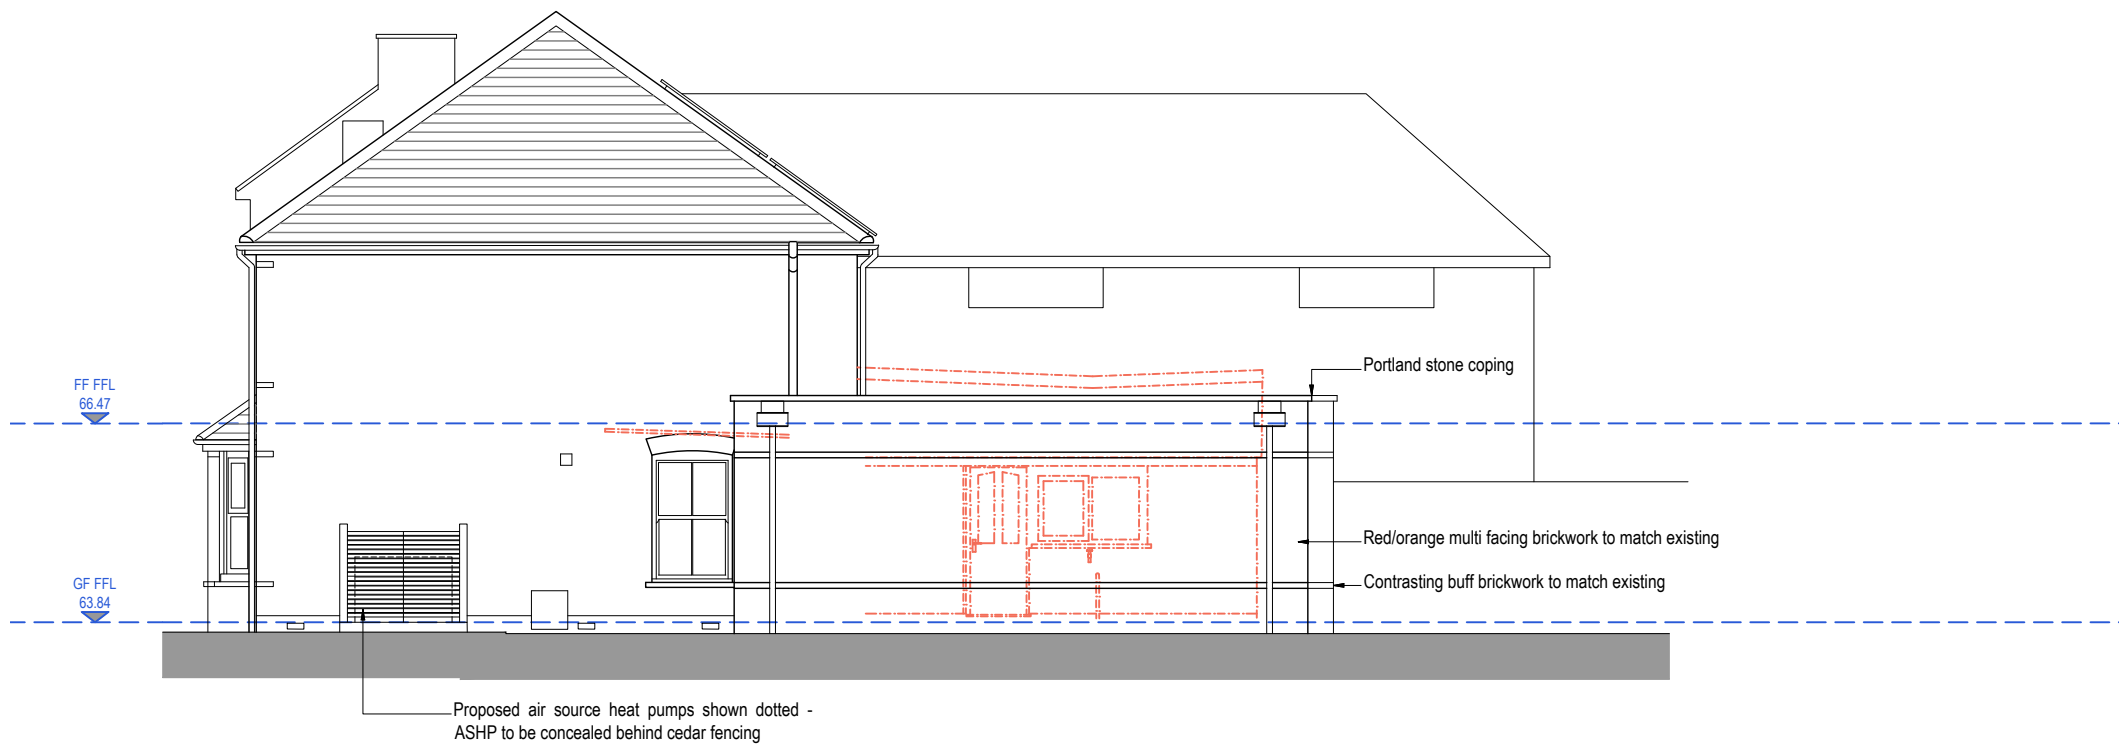 Portland stone coping
FF FFL
66.47
Red/orange multi facing brickwork to match existing
Contrasting buff brickwork to match existing
GF FFL
63.84
Proposed air source heat pumps shown dotted -
ASHP to be concealed behind cedar fencing